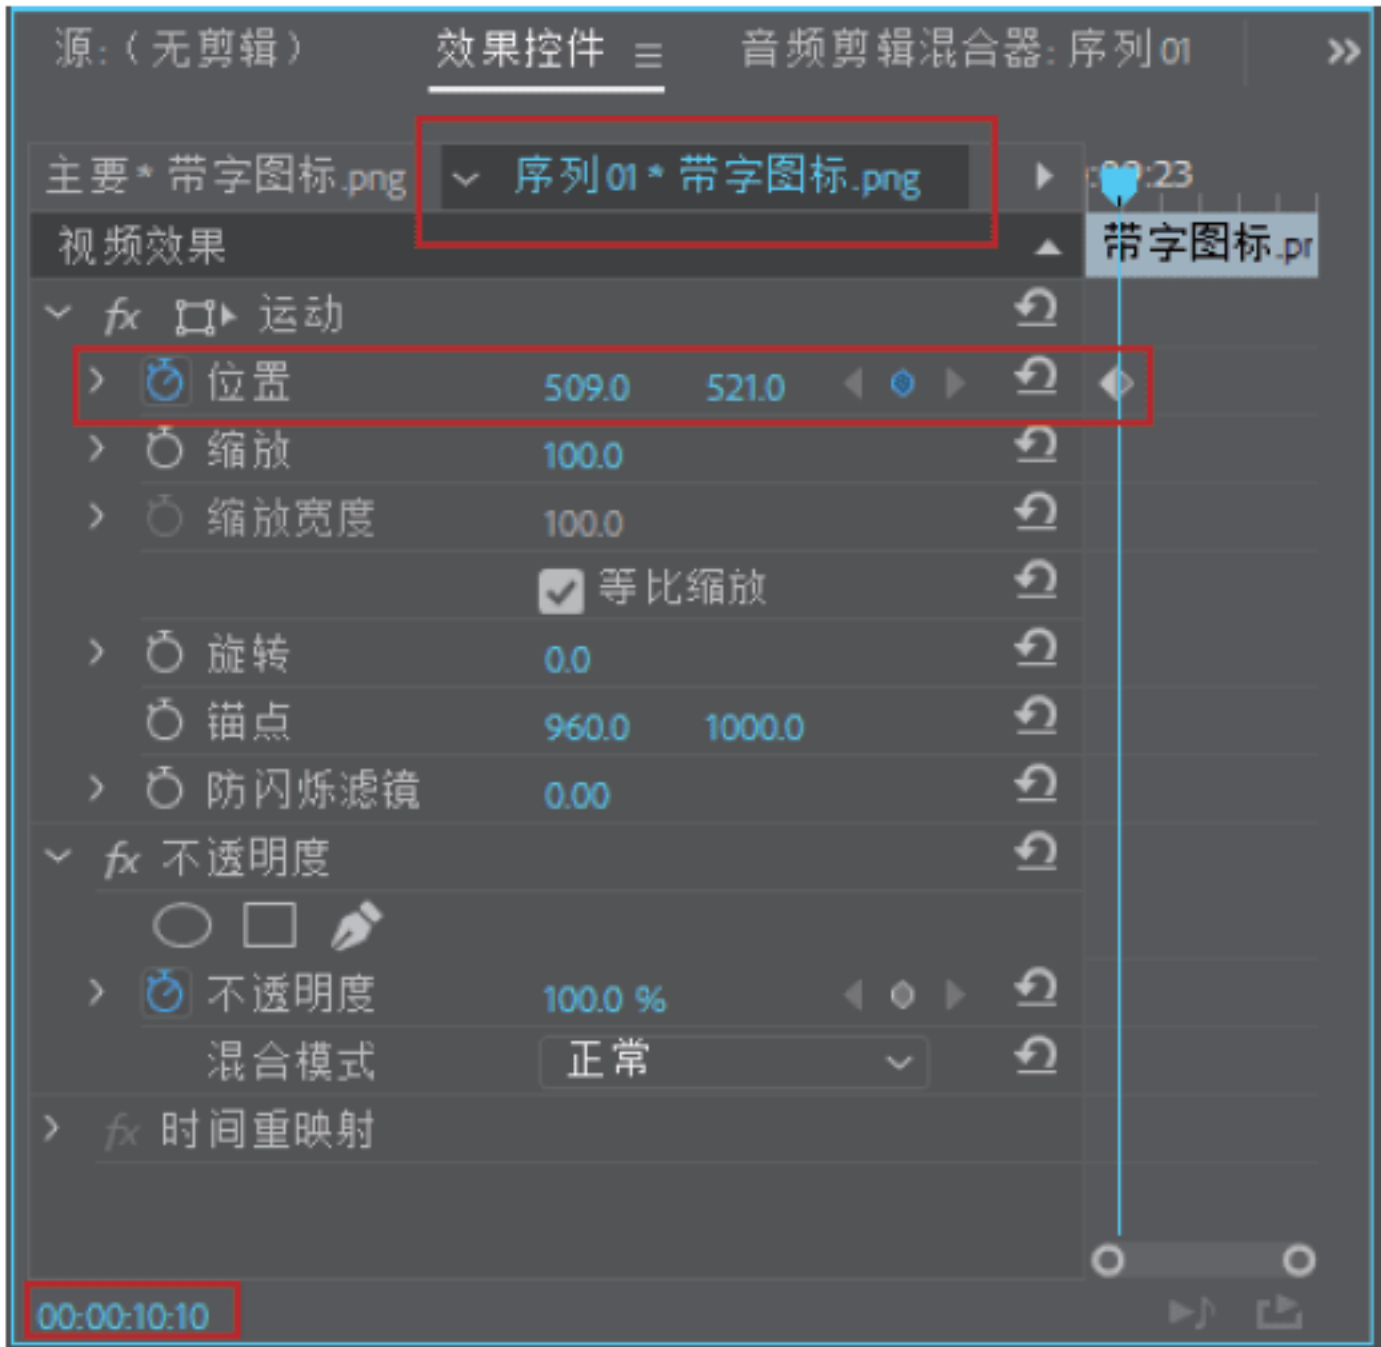 源:（无剪辑） 效果控件 音频剪辑混合器: 序列 01
主要* 带字图标.png 序列 01 * 带字图标.png :23
视频效果 带字图标.pr
fx 运动
位置 509.0 521.0
缩放 100.0
缩放宽度 100.0
等比缩放
旋转 0.0
锚点 960.0 1000.0
防闪烁滤镜 0.00
fx 不透明度
不透明度 100.0 %
混合模式 正常
fx 时间重映射
00:00:10:10